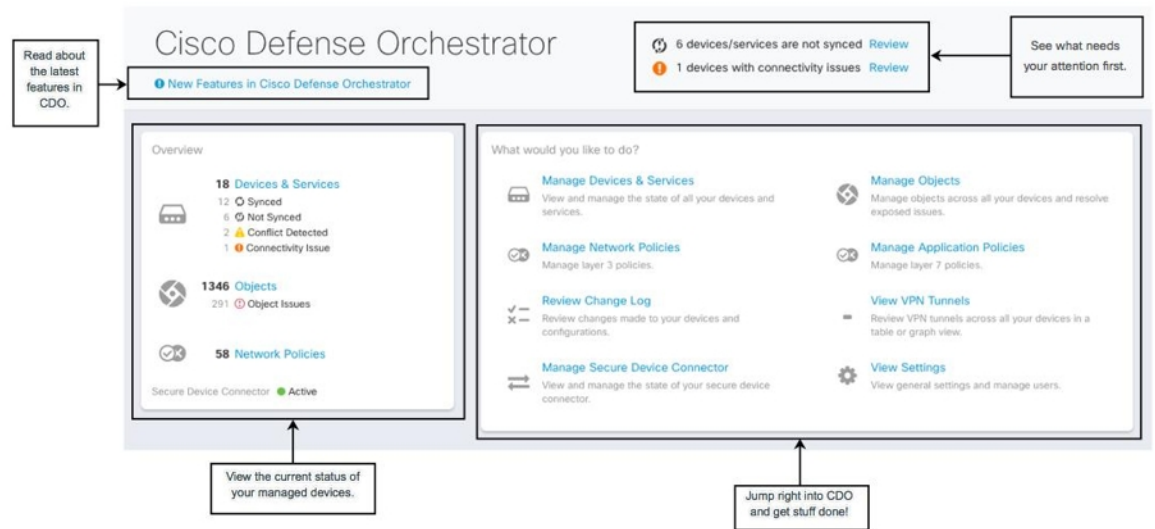 Cisco Defense Orchestrator
6 devices/services are not synced Review
1 devices with connectivity issues Review
See what needs
your attention first.
Read about
the latest
features in
CDO.
New Features in Cisco Defense Orchestrator
Overview
18 Devices & Services
12 Synced
6 Not Synced
2 Conflict Detected
1 Connectivity Issue
1346 Objects
291 Object Issues
58 Network Policies
Secure Device Connector Active
What would you like to do?
Manage Devices & Services
View and manage the state of all your devices and
services.
Manage Objects
Manage objects across all your devices and resolve
exposed issues.
Manage Network Policies
Manage layer 3 policies.
Manage Application Policies
Manage layer 7 policies.
Review Change Log
Review changes made to your devices and
configurations.
View VPN Tunnels
Review VPN tunnels across all your devices in a
table or graph view.
Manage Secure Device Connector
View and manage the state of your secure device
connector.
View Settings
View general settings and manage users.
View the current status of
your managed devices.
Jump right into CDO
and get stuff done!